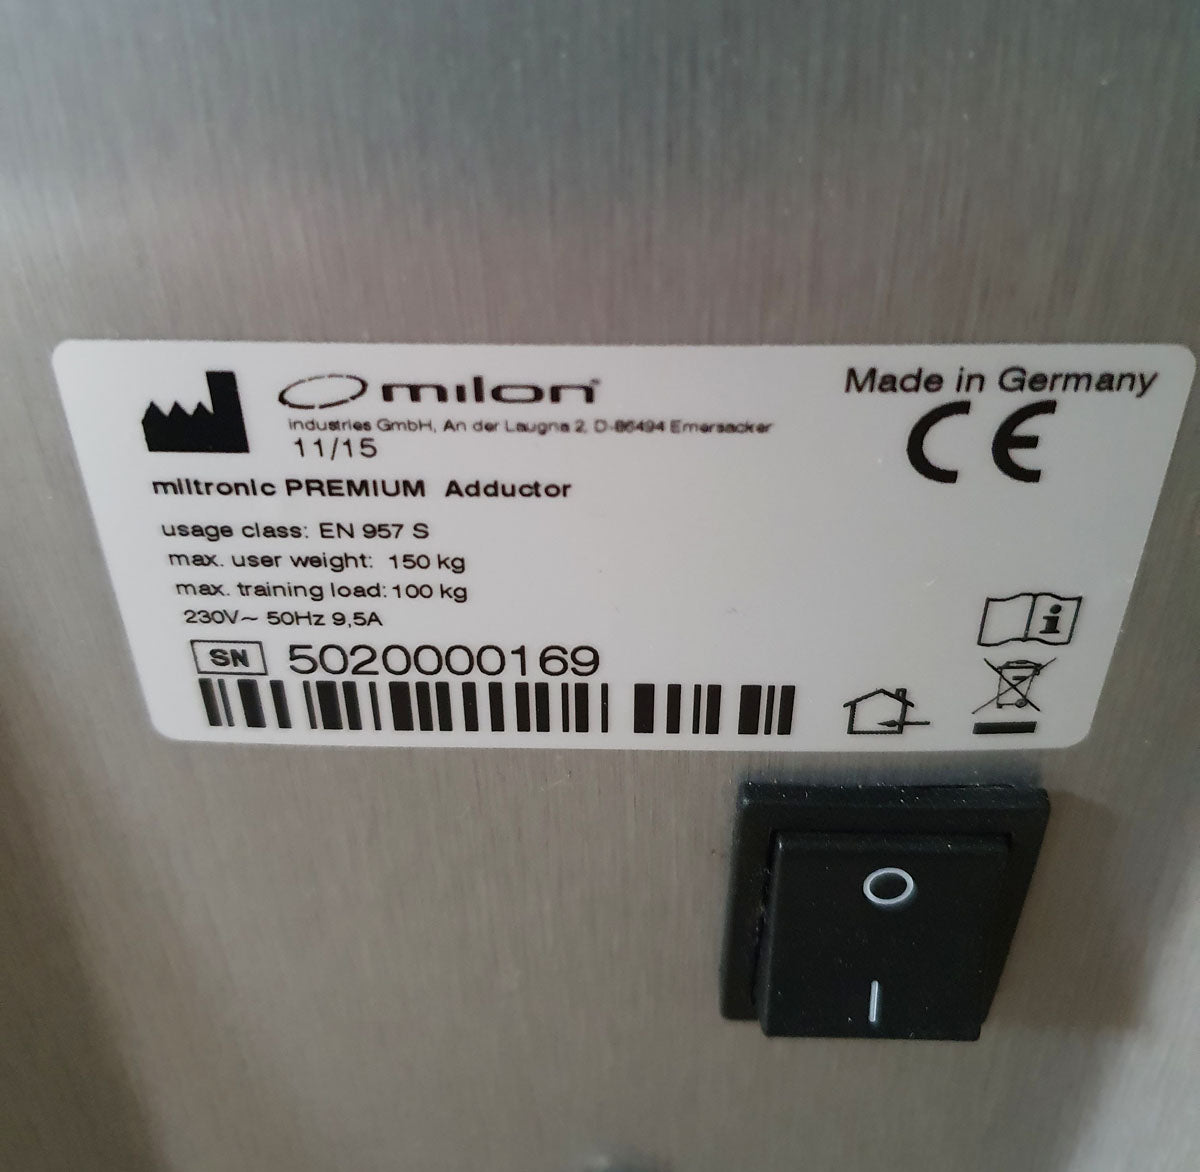 milon®
industries GmbH, An der Laugna 2, D-86494 Emersacker
11/15
Made in Germany
CE
miltronic PREMIUM Adductor
usage class: EN 957 S
max. user weight: 150 kg
max. training load: 100 kg
230V~ 50Hz 9,5A
SN 5020000169